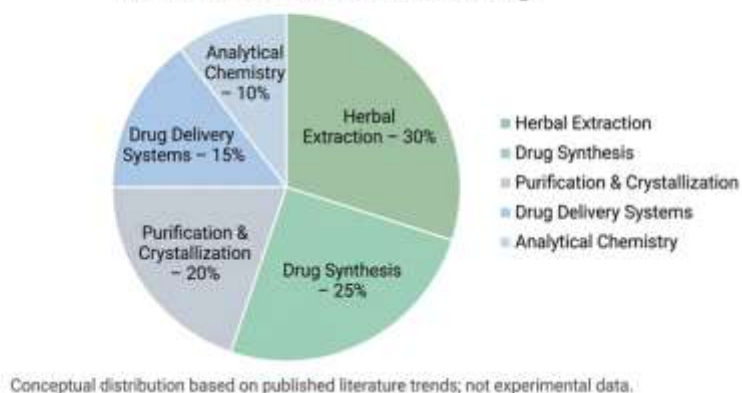 Analytical
Chemistry
– 10%
Herbal
Extraction – 30%
Drug Delivery
Systems – 15%
Purification &
Crystallization
– 20%
Drug Synthesis
– 25%
Herbal Extraction
Drug Synthesis
Purification & Crystallization
Drug Delivery Systems
Analytical Chemistry
Conceptual distribution based on published literature trends; not experimental data.